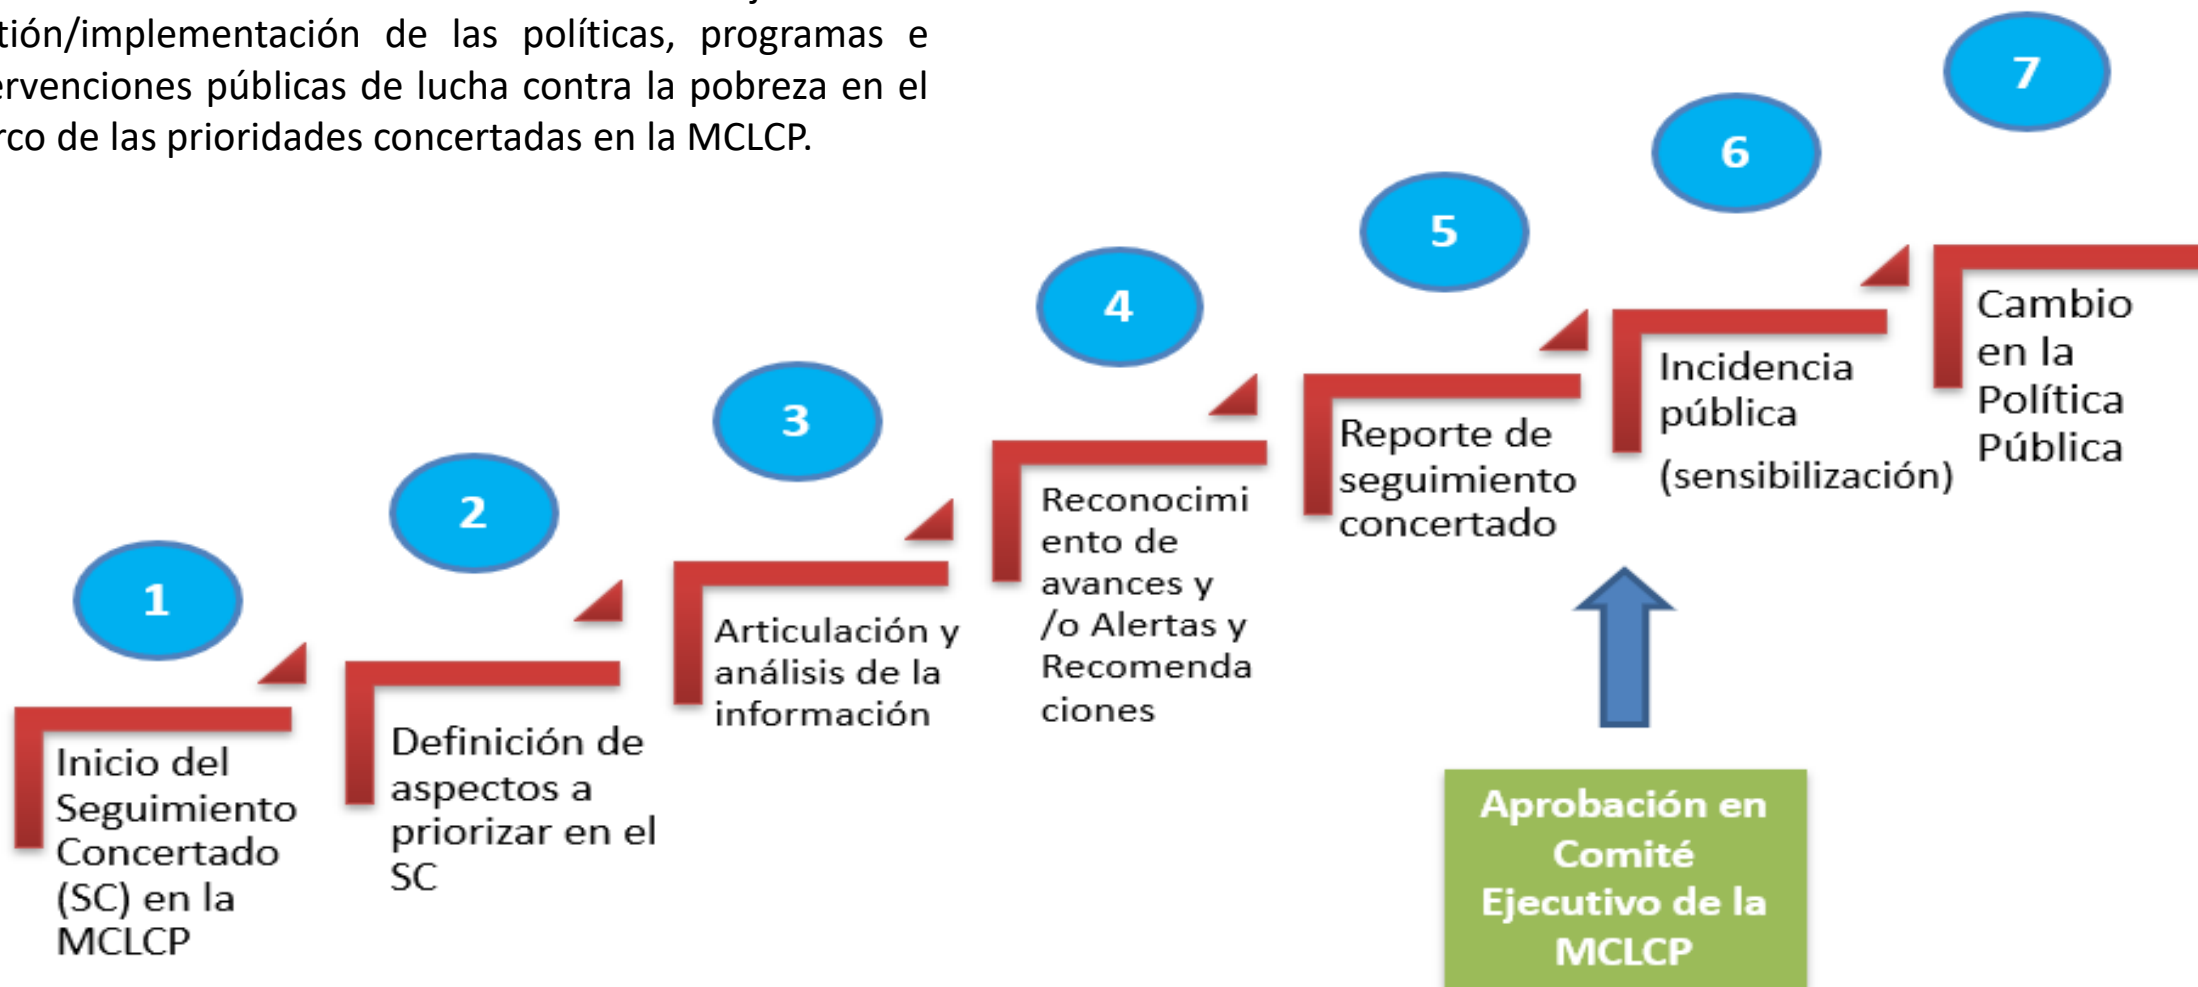 tión/implementación de las políticas, programas e
ervenciones públicas de lucha contra la pobreza en el
rco de las prioridades concertadas en la MCLCP.
1
Inicio del
Seguimiento
Concertado
(SC) en la
MCLCP
2
Definición de
aspectos a
priorizar en el
SC
3
Articulación y
análisis de la
información
4
Reconocimi
ento de
avances y
/o Alertas y
Recomenda
ciones
5
Reporte de
seguimiento
concertado
6
Incidencia
pública
(sensibilización)
7
Cambio
en la
Política
Pública
Aprobación en
Comité
Ejecutivo de la
MCLCP